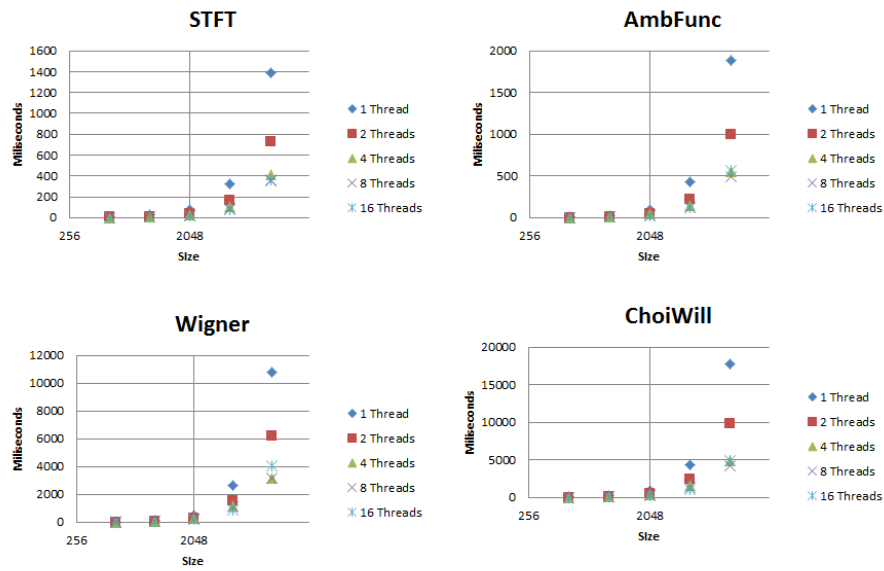 STFT
1600
1400
1200
1000
800
600
400
200
0
Miliseconds
256
2048
Size
1 Thread
2 Threads
4 Threads
8 Threads
16 Threads
AmbFunc
2000
1500
1000
500
0
Miliseconds
256
2048
Size
1 Thread
2 Threads
4 Threads
8 Threads
16 Threads
Wigner
12000
10000
8000
6000
4000
2000
0
Miliseconds
256
2048
Size
1 Thread
2 Threads
4 Threads
8 Threads
16 Threads
ChoiWill
20000
15000
10000
5000
0
Miliseconds
256
2048
Size
1 Thread
2 Threads
4 Threads
8 Threads
16 Threads